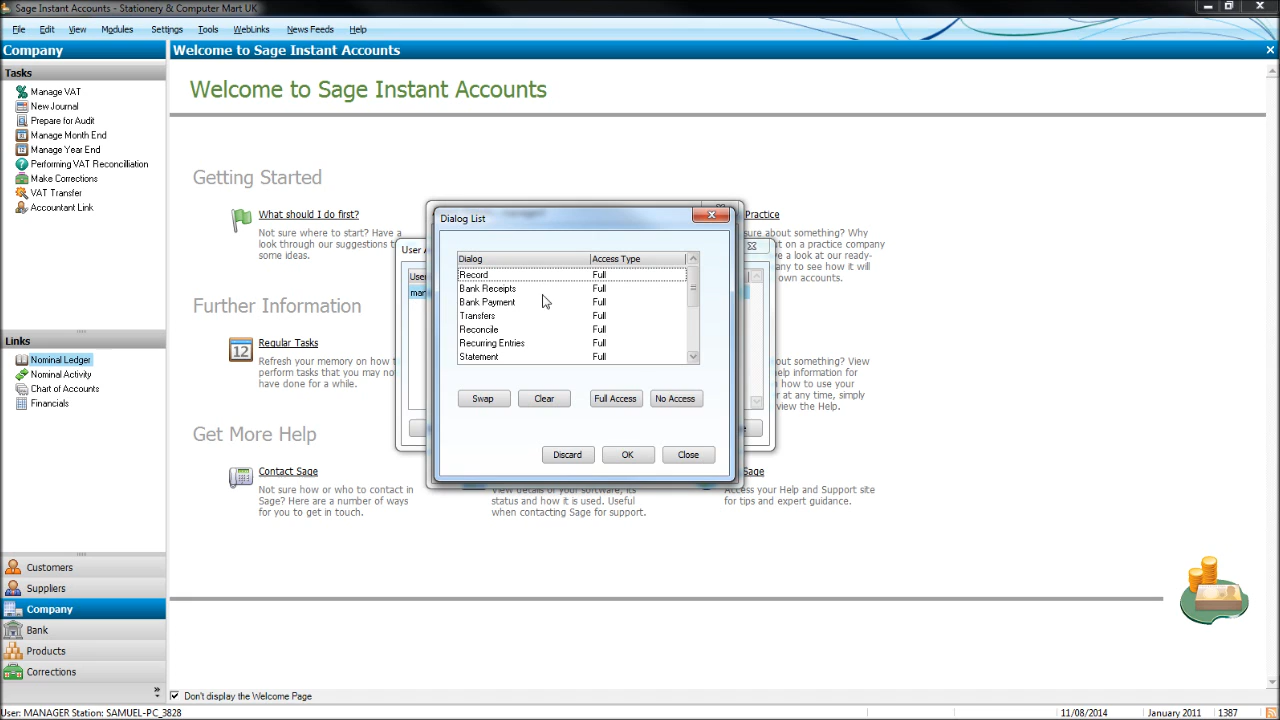 Sage Instant Accounts - Stationery & Computer Mart UK
File Edit View Modules Settings Tools WebLinks News Feeds Help
Company
Welcome to Sage Instant Accounts
Tasks
Manage VAT
New Journal
Prepare for Audit
Manage Month End
Manage Year End
Performing VAT Reconcilliation
Make Corrections
VAT Transfer
Accountant Link
Links
Nominal Ledger
Nominal Activity
Chart of Accounts
Financials
Customers
Suppliers
Company
Bank
Products
Corrections
Welcome to Sage Instant Accounts
Getting Started
What should I do first?
Not sure where to start? Have a
look through our suggestions
some ideas.
Practice
sure about something? Why
on a practice company
have a look at our ready-
to see how it will
own accounts.
Further Information
12
Regular Tasks
Refresh your memory on how
perform tasks that you may
have done for a while.
about something? View
help information for
how to use your
at any time, simply
view the Help.
Get More Help
Contact Sage
Not sure how or who to contact in
Sage? Here are a number of ways
for you to get in touch.
View details of your software, its
status and how it is used. Useful
when contacting Sage for support.
Sage
Access your Help and Support site
for tips and expert guidance.
User
Dialog List
Dialog Access Type
Record Full
Bank Receipts Full
Bank Payment Full
Transfers Full
Reconcile Full
Recurring Entries Full
Statement Full
Swap Clear Full Access No Access
Discard OK Close
Don't display the Welcome Page
User: MANAGER Station: SAMUEL-PC_3828
11/08/2014 January 2011 1387